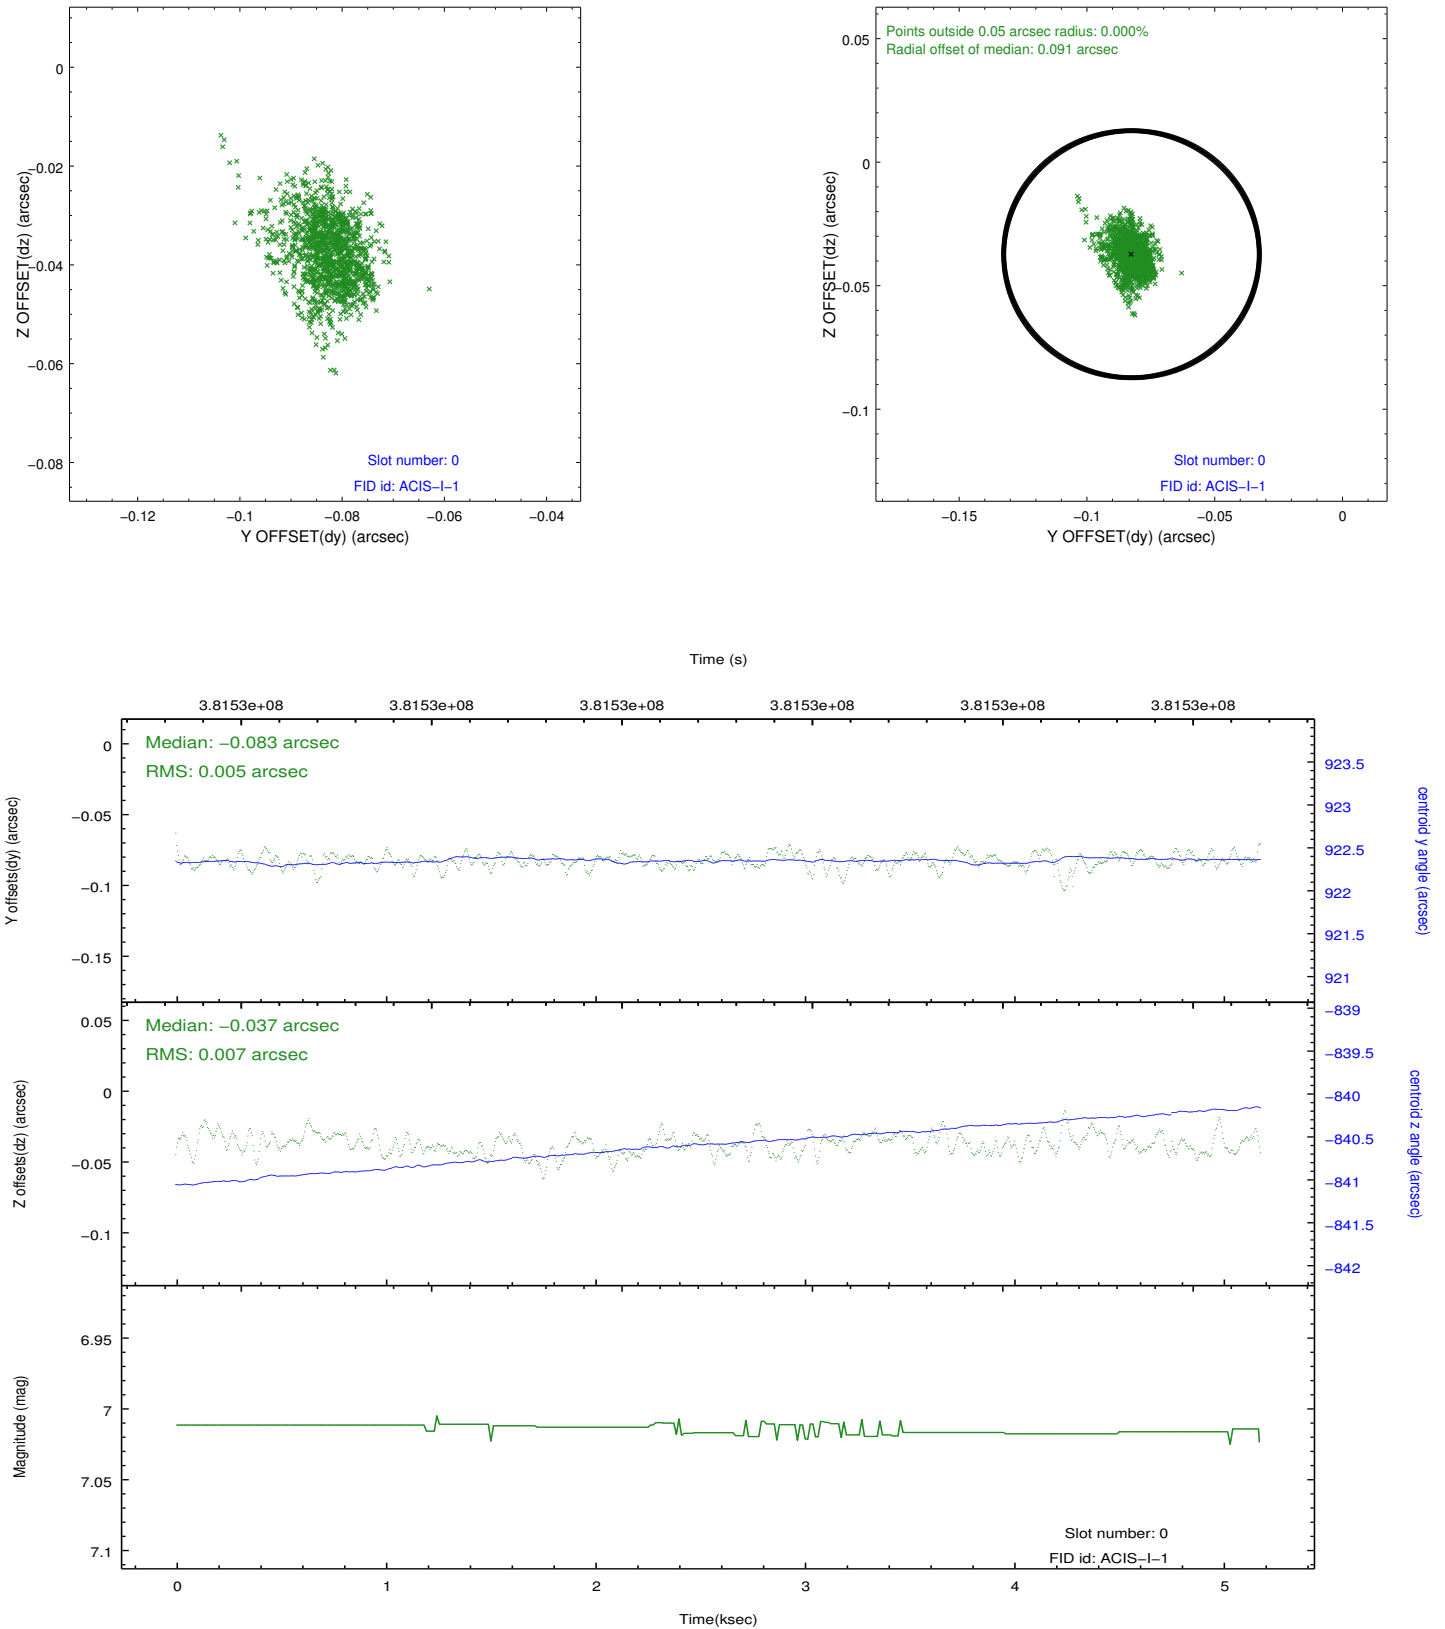 0
−0.02
−0.04
−0.06
−0.08
Z OFFSET(dz) (arcsec)
Slot number: 0
FID id: ACIS−I−1
−0.12
−0.1
−0.08
−0.06
−0.04
Y OFFSET(dy) (arcsec)
Points outside 0.05 arcsec radius: 0.000%
Radial offset of median: 0.091 arcsec
0.05
0
−0.05
−0.1
Z OFFSET(dz) (arcsec)
Slot number: 0
FID id: ACIS−I−1
−0.15
−0.1
−0.05
0
Y OFFSET(dy) (arcsec)
Time (s)
3.8153e+08
3.8153e+08
3.8153e+08
3.8153e+08
3.8153e+08
3.8153e+08
Median: −0.083 arcsec
RMS: 0.005 arcsec
0
−0.05
−0.1
−0.15
Y offsets(dy) (arcsec)
923.5
923
922.5
922
921.5
921
centroid y angle (arcsec)
Median: −0.037 arcsec
RMS: 0.007 arcsec
0.05
0
−0.05
−0.1
Z offsets(dz) (arcsec)
−839
−839.5
−840
−840.5
−841
−841.5
−842
centroid z angle (arcsec)
6.95
7
7.05
7.1
Magnitude (mag)
Slot number: 0
FID id: ACIS−I−1
0
1
2
3
4
5
Time(ksec)